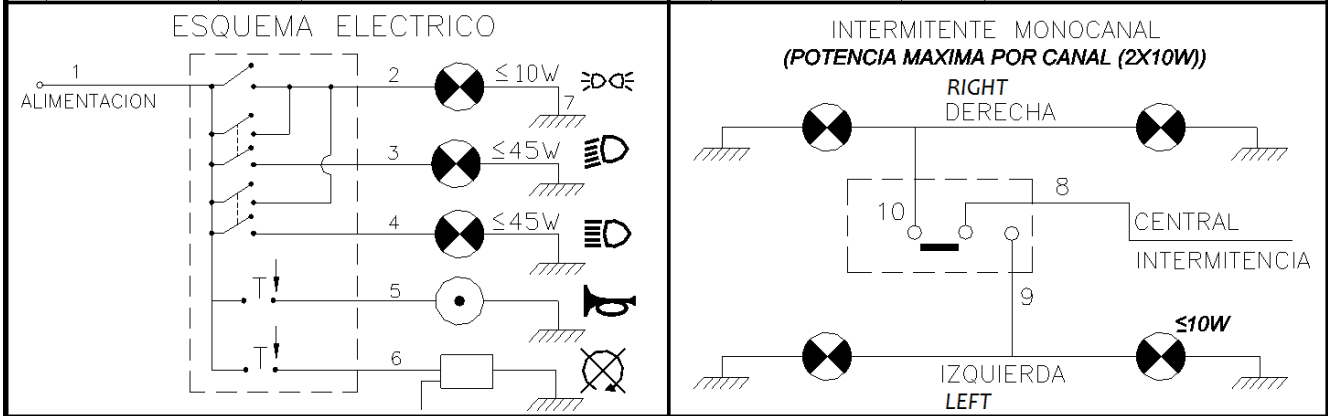 ESQUEMA ELECTRICO
1
ALIMENTACION
2
≤10W
7
3
≤45W
4
≤45W
5
6
INTERMITENTE MONOCANAL
(POTENCIA MAXIMA POR CANAL (2X10W))
RIGHT
DERECHA
8
10
CENTRAL
INTERMITENCIA
9
≤10W
IZQUIERDA
LEFT